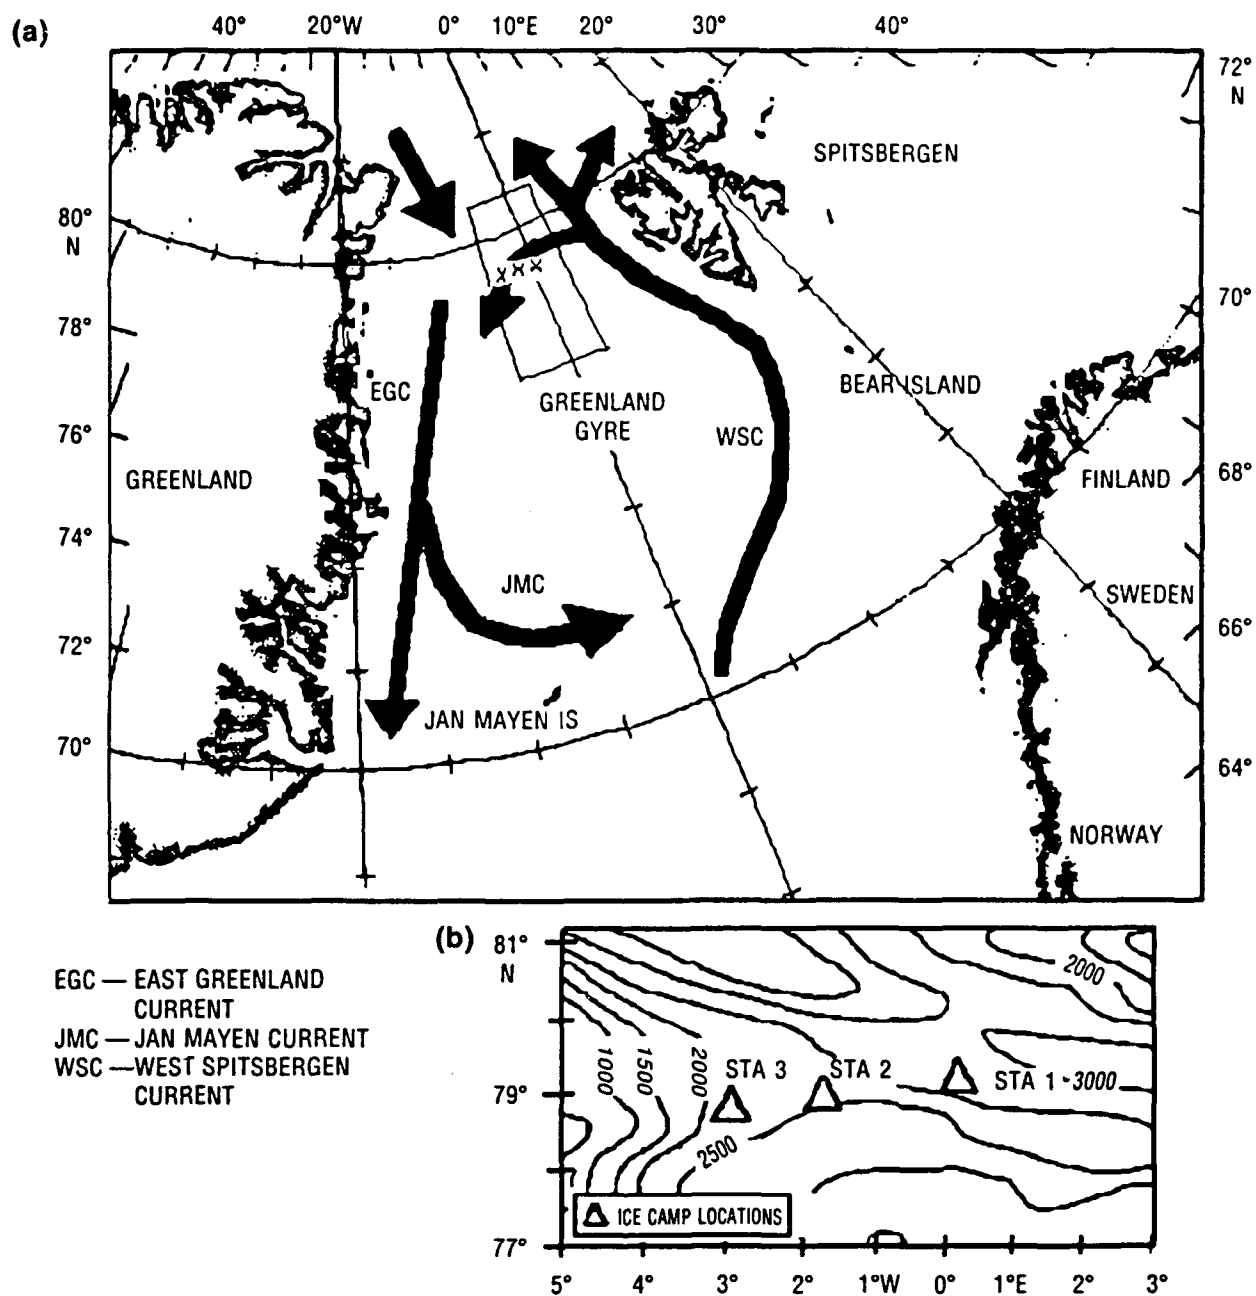 (a)
40° 20°W 0° 10°E 20° 30° 40°
72°
N
SPITSBERGEN
80°
N
70°
78°
EGC
BEAR ISLAND
GREENLAND
GYRE
WSC
76°
68°
GREENLAND
FINLAND
74°
JMC
SWEDEN
72°
66°
JAN MAYEN IS
70°
64°
NORWAY
(b)
81°
N
2000
EGC — EAST GREENLAND
CURRENT
JMC — JAN MAYEN CURRENT
WSC — WEST SPITSBERGEN
CURRENT
1000 1500 2000
STA 3 STA 2
STA 1 - 3000
79°
2500
ICE CAMP LOCATIONS
77°
5° 4° 3° 2° 1°W 0° 1°E 2° 3°